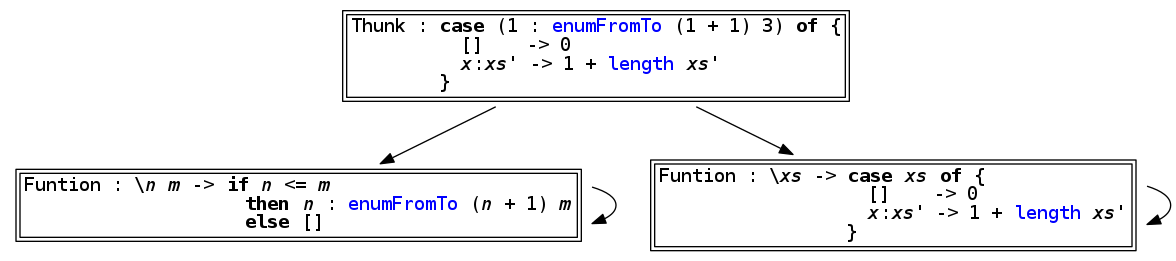 Thunk : case (1 : enumFromTo (1 + 1) 3) of {
[] -> 0
x:xs' -> 1 + length xs'
}
Funtion : \n m -> if n <= m
then n : enumFromTo (n + 1) m
else []
Funtion : \xs -> case xs of {
[] -> 0
x:xs' -> 1 + length xs'
}